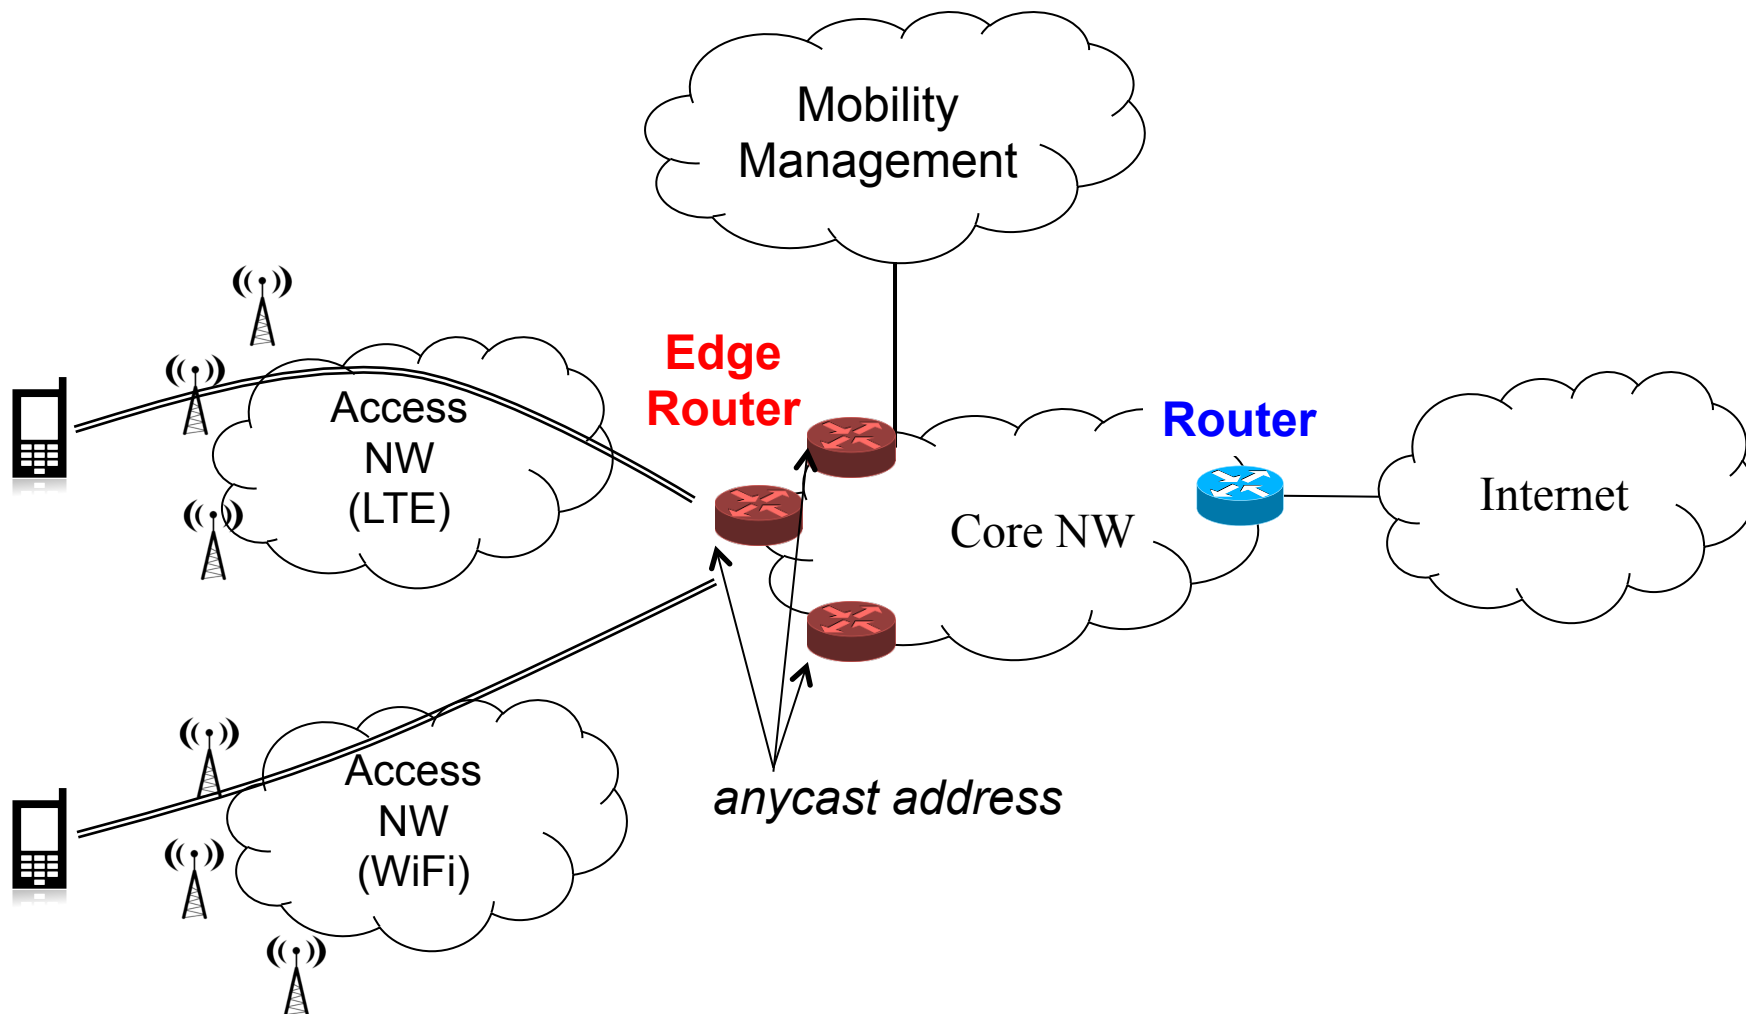 Mobility
Management
Edge
Router
Access
NW
(LTE)
Router
Core NW
Internet
Access
NW
(WiFi)
anycast address